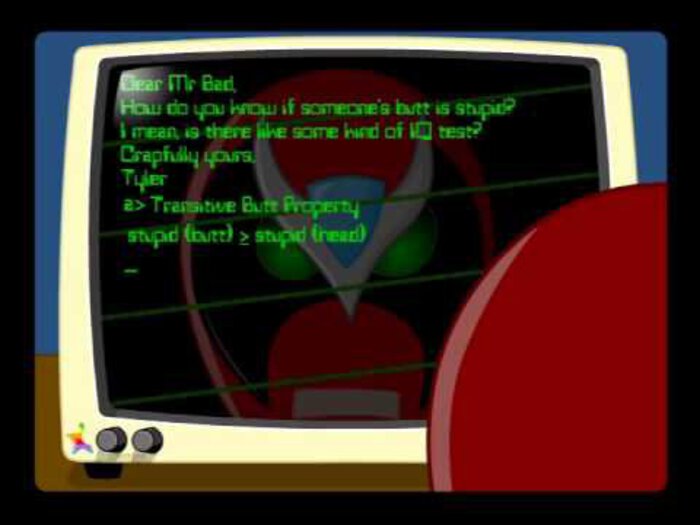 Dear Mr Bad,
How do you know if someone's butt is stupid?
I mean, is there like some kind of IQ test?
Crapfully yours,
Tyler
a> Transitive Butt Property
stupid (butt) ≥ stupid (head)
_